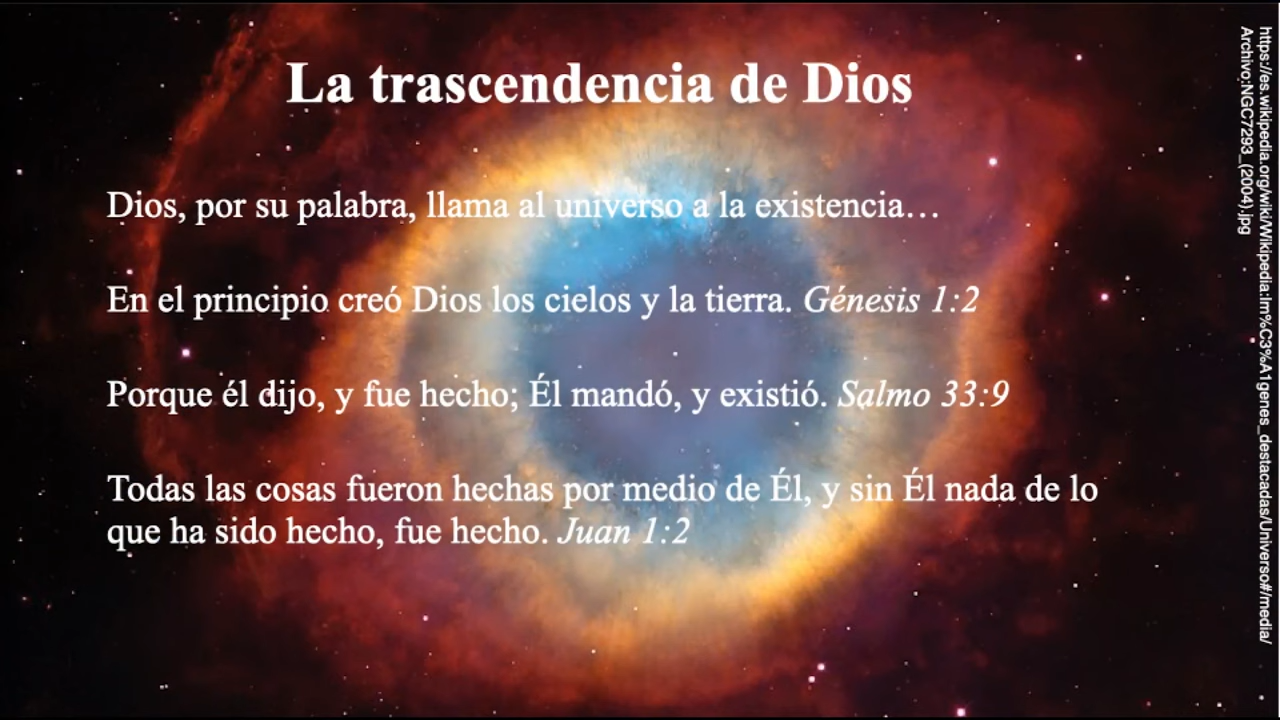 La trascendencia de Dios
Dios, por su palabra, llama al universo a la existencia…
En el principio creó Dios los cielos y la tierra. Génesis 1:2
Porque él dijo, y fue hecho; Él mandó, y existió. Salmo 33:9
Todas las cosas fueron hechas por medio de Él, y sin Él nada de lo
que ha sido hecho, fue hecho. Juan 1:2
https://es.wikipedia.org/wiki/Wikipedia:Im%C3%A1genes_destacadas/Universo#/media/
Archivo:NGC7293_(2004).jpg